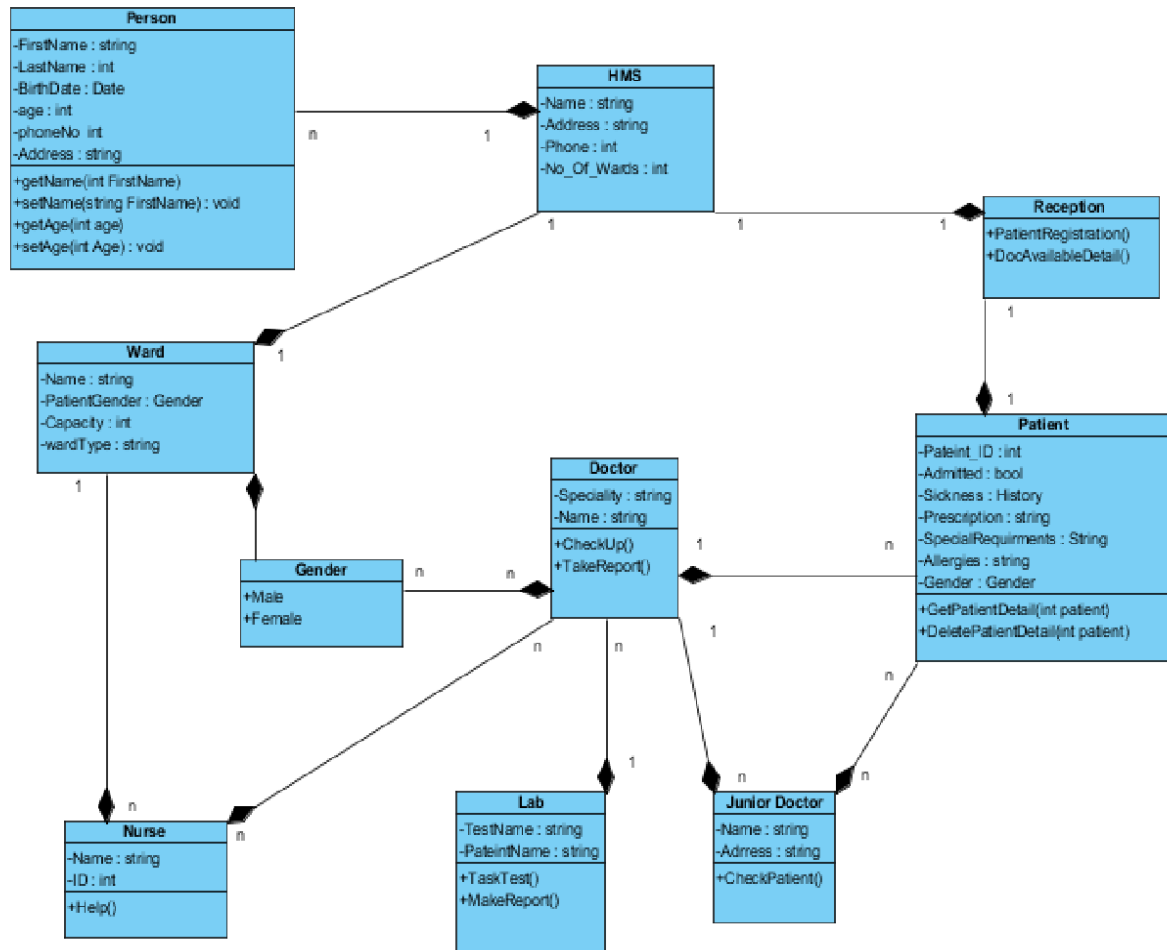 Person
-FirstName : string
-LastName : int
-BirthDate : Date
-age : int
-phoneNo int
-Address : string
+getName(int FirstName)
+setName(string FirstName) : void
+getAge(int age)
+setAge(int Age) : void
n
1
HMS
-Name : string
-Address : string
-Phone : int
-No_Of_Wards : int
1
1
1
Reception
+PatientRegistration()
+DocAvailableDetail()
1
1
1
Ward
-Name : string
-PatientGender : Gender
-Capacity : int
-wardType : string
1
Gender
+Male
+Female
n
n
Doctor
-Speciality : string
-Name : string
+CheckUp()
+TakeReport()
1
n
Patient
-Pateint_ID : int
-Admitted : bool
-Sickness : History
-Prescription : string
-SpecialRequirments : String
-Allergies : string
-Gender : Gender
+GetPatientDetail(int patient)
+DeletePatientDetail(int patient)
n
n
1
n
n
n
1
n
n
Nurse
-Name : string
-ID : int
+Help()
Lab
-TestName : string
-PateintName : string
+TaskTest()
+MakeReport()
Junior Doctor
-Name : string
-Adrress : string
+CheckPatient()